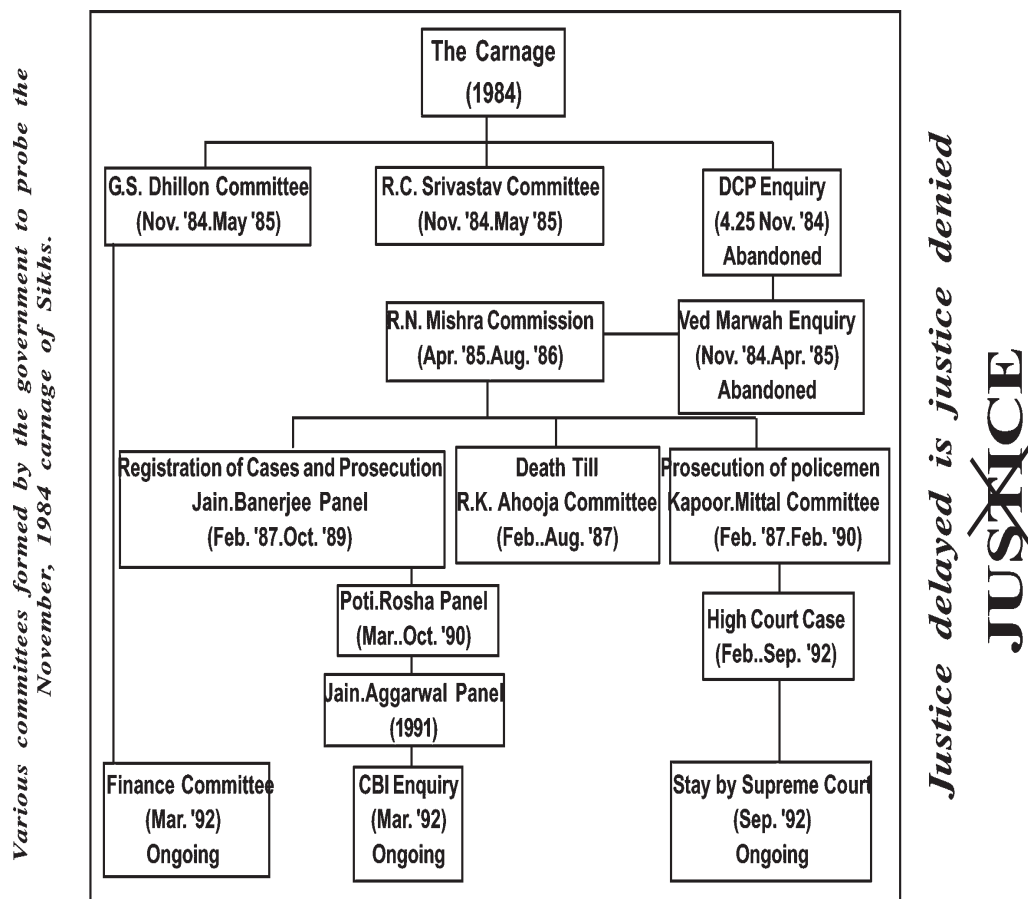 Various committees formed by the government to probe the
November, 1984 carnage of Sikhs.
The Carnage
(1984)
G.S. Dhillon Committee
(Nov. '84.May '85)
R.C. Srivastav Committee
(Nov. '84.May '85)
DCP Enquiry
(4.25 Nov. '84)
Abandoned
R.N. Mishra Commission
(Apr. '85.Aug. '86)
Ved Marwah Enquiry
(Nov. '84.Apr. '85)
Abandoned
Registration of Cases and Prosecution
Jain.Banerjee Panel
(Feb. '87.Oct. '89)
Death Till
R.K. Ahooja Committee
(Feb..Aug. '87)
Prosecution of policemen
Kapoor.Mittal Committee
(Feb. '87.Feb. '90)
Poti.Rosha Panel
(Mar..Oct. '90)
High Court Case
(Feb..Sep. '92)
Jain.Aggarwal Panel
(1991)
Finance Committee
(Mar. '92)
Ongoing
CBI Enquiry
(Mar. '92)
Ongoing
Stay by Supreme Court
(Sep. '92)
Ongoing
Justice delayed is justice denied
JUSTICE